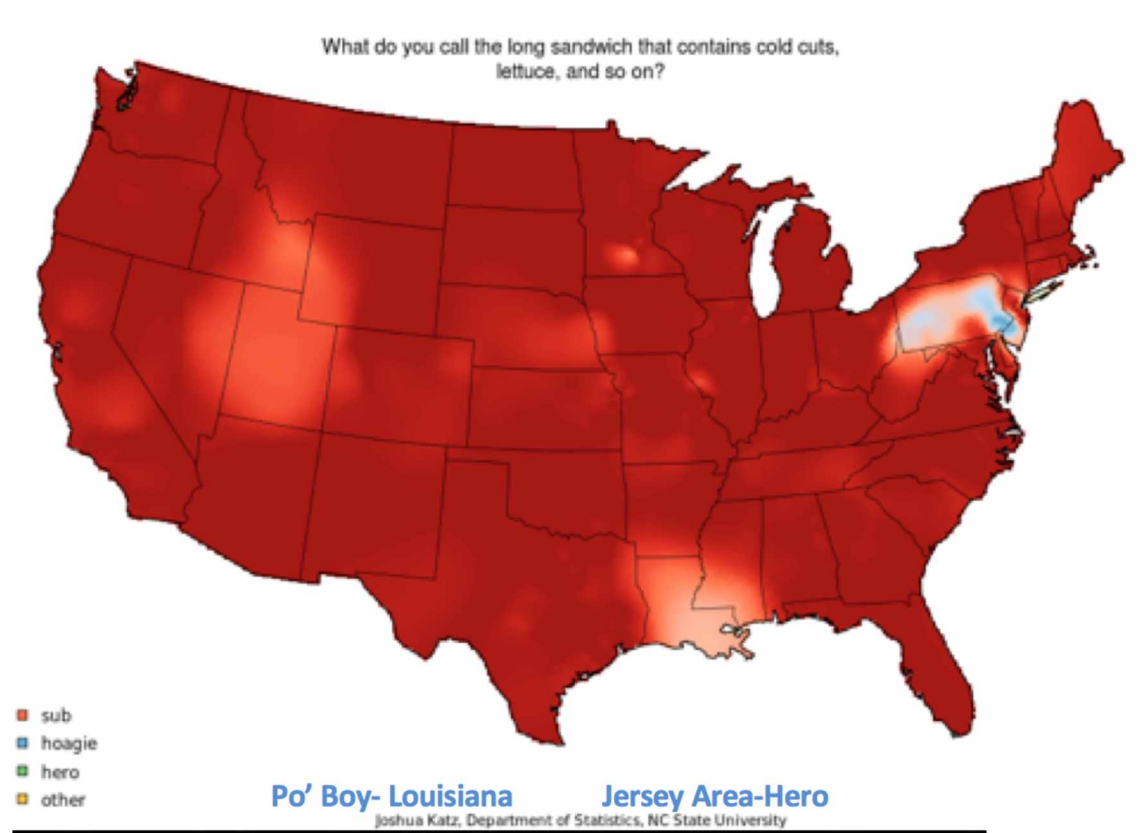 What do you call the long sandwich that contains cold cuts,
lettuce, and so on?
sub
hoagie
hero
other
Po’ Boy- Louisiana
Jersey Area-Hero
Joshua Katz, Department of Statistics, NC State University